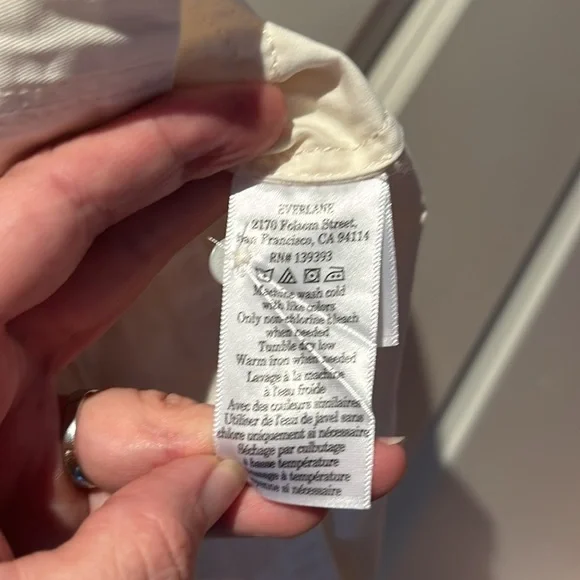 EVERLANE
2170 Folsom Street,
San Francisco, CA 94114
RN# 139393
Machine wash cold
with like colors
Only non-chlorine bleach
when needed
Tumble dry low
Warm iron when needed
Lavage à la machine
à l'eau froide
Avec des couleurs similaires
Utiliser de l'eau de javel sans
chlore uniquement si nécessaire
Séchage par culbutage
à basse température
à température
si nécessaire